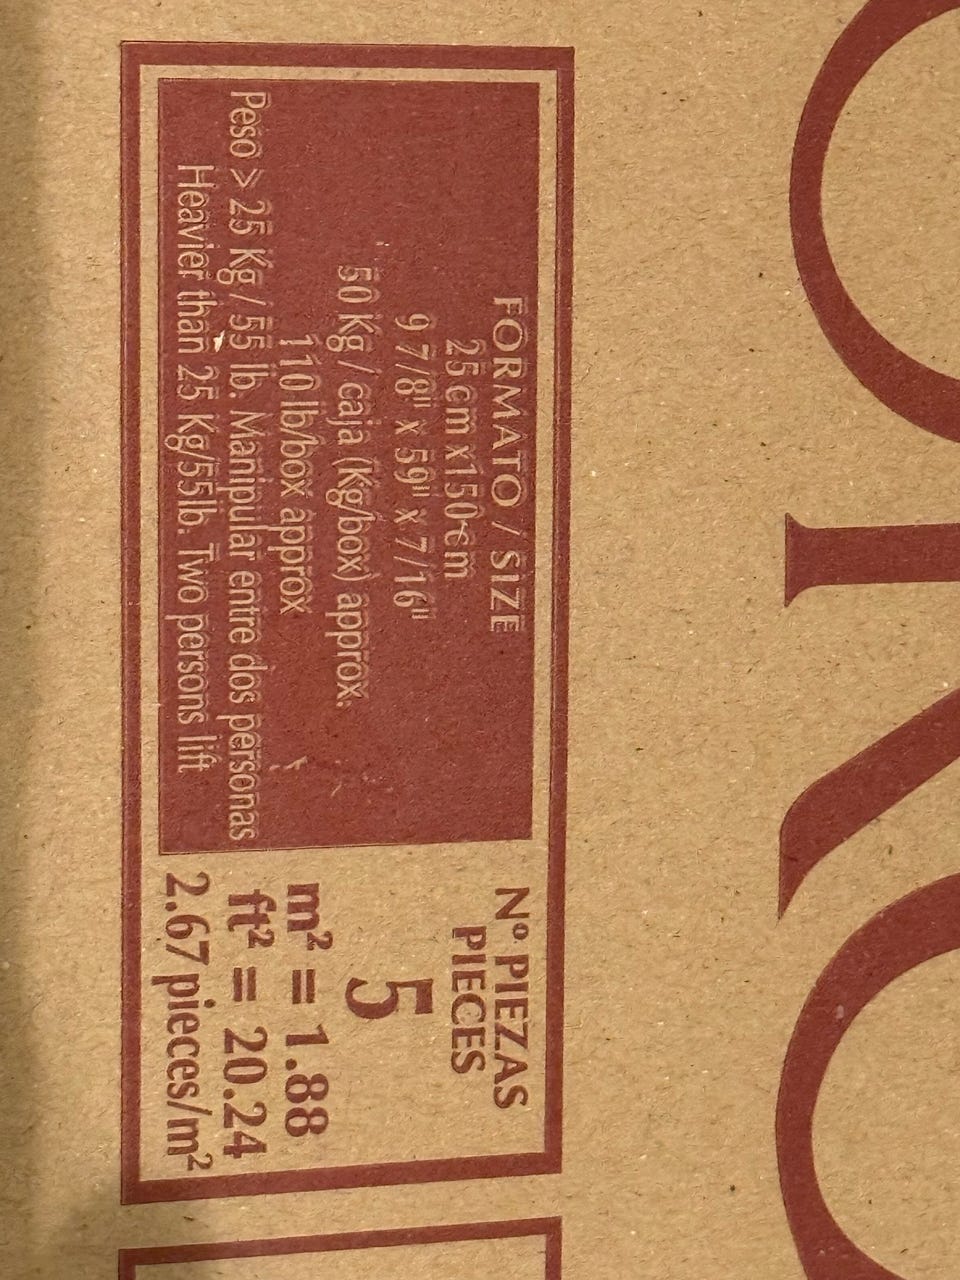 FORMATO / SIZE
25 cm x150 cm
9 7/8" x 59" x 7/16"
50 Kg / caja (Kg/box) approx.
110 lb/box approx
Peso > 25 Kg / 55 lb. Manipular entre dos personas
Heavier than 25 Kg/55lb. Two persons lift
Nº. PIEZAS
PIECES
5
m² = 1.88
ft² = 20.24
2.67 pieces/m²